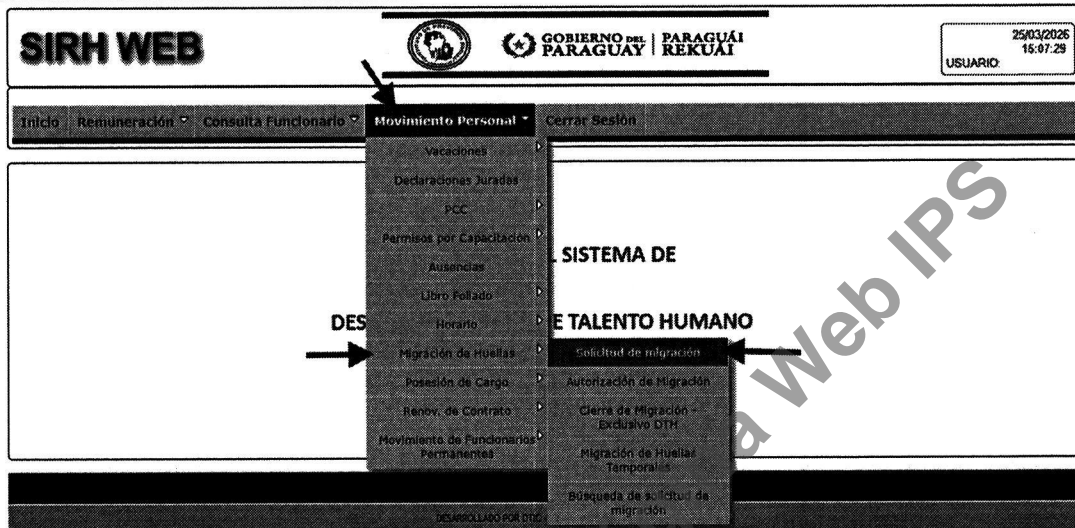 SIRH WEB
GOBIERNO DEL PARAGUAY | PARAGUÁI REKUÁI
25/03/2026
15:07:29
USUARIO:
Inicio Remuneración Consulta Funcionario Movimiento Personal Cerrar Sesión
Vacaciones
Declaraciones Juradas
PCC
Permisos por Capacitación
Ausencias
Libro Foliado
Horario
Migración de Huellas
Posesión de Cargo
Renov. de Contrato
Movimiento de Funcionarios
Permanentes
Solicitud de migración
Autorización de Migración
Cierre de Migración -
Exclusivo DTH
Migración de Huellas
Temporales
Búsqueda de solicitud de
migración
SISTEMA DE
DES
E TALENTO HUMANO
DESARROLLADO POR DTIC
a Web IPS